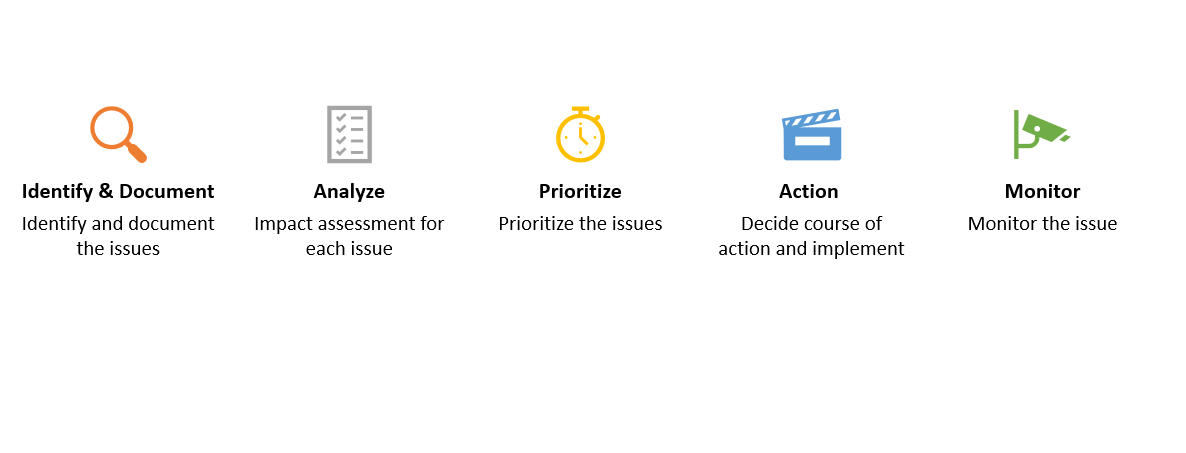 Identify & Document
Identify and document
the issues
Analyze
Impact assessment for
each issue
Prioritize
Prioritize the issues
Action
Decide course of
action and implement
Monitor
Monitor the issue